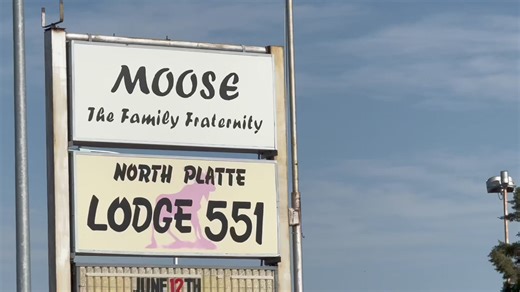 MOOSE
The Family Fraternity
NORTH PLATTE
LODGE 551
JUNE 12TH